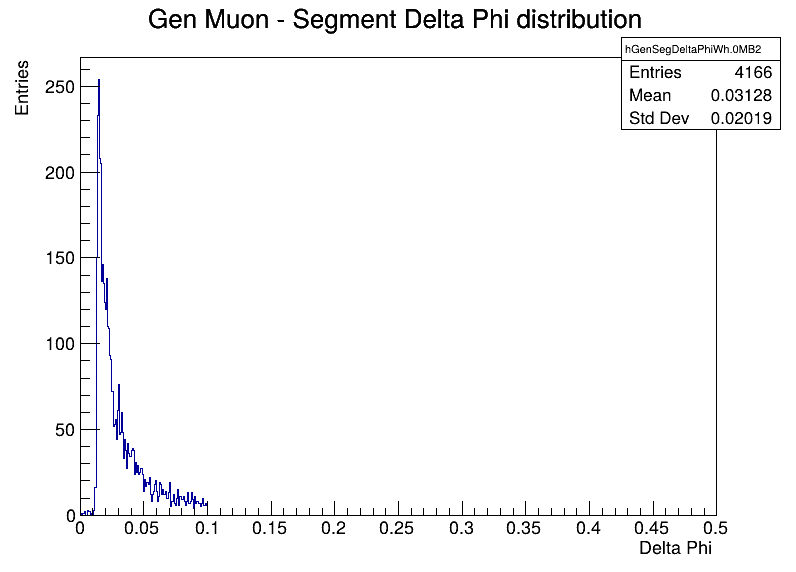 Gen Muon - Segment Delta Phi distribution
hGenSegDeltaPhiWh.0MB2
Entries 4166
Mean 0.03128
Std Dev 0.02019
Entries
250
200
150
100
50
0
0 0.05 0.1 0.15 0.2 0.25 0.3 0.35 0.4 0.45 0.5
Delta Phi